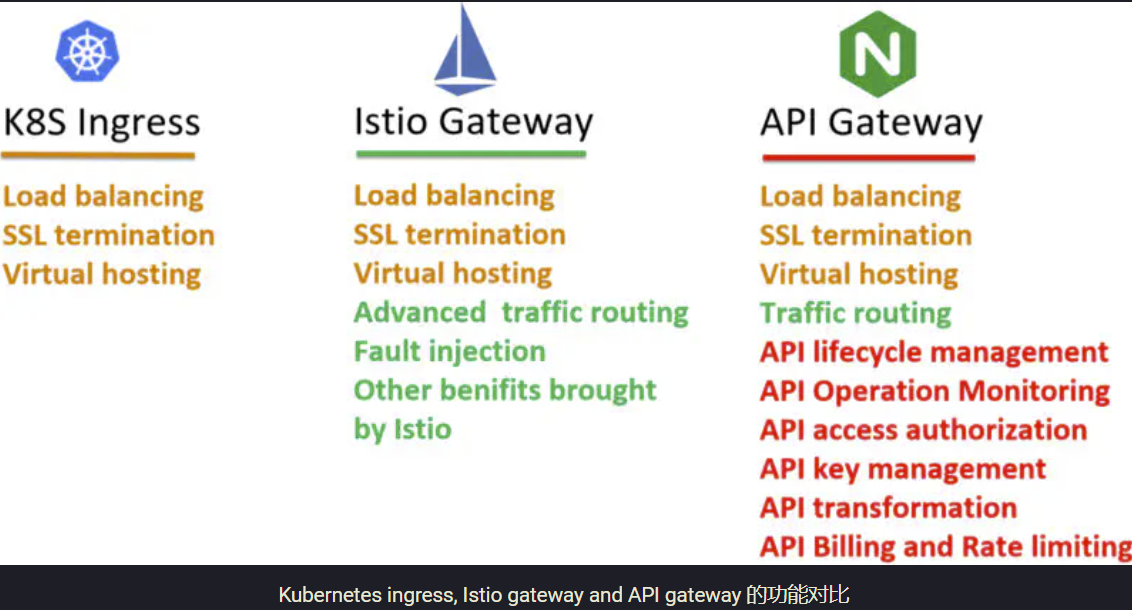 K8S Ingress
Load balancing
SSL termination
Virtual hosting
Istio Gateway
Load balancing
SSL termination
Virtual hosting
Advanced traffic routing
Fault injection
Other benifits brought
by Istio
N
API Gateway
Load balancing
SSL termination
Virtual hosting
Traffic routing
API lifecycle management
API Operation Monitoring
API access authorization
API key management
API transformation
API Billing and Rate limiting
Kubernetes ingress, Istio gateway and API gateway 的功能对比